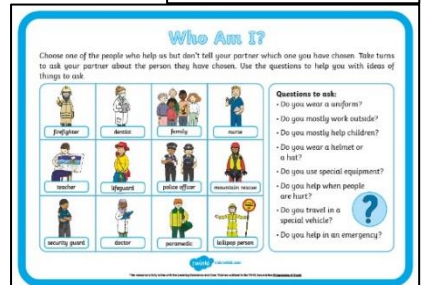 Who Am I?
Choose one of the people who help us but don't tell your partner which one you have chosen. Take turns
to ask your partner about the person they have chosen. Use the questions to help you with ideas of
things to ask.
firefighter dentist family nurse
teacher lifeguard police officer mountain rescue
security guard doctor paramedic lollipop person
Questions to ask:
• Do you wear a uniform?
• Do you mostly work outside?
• Do you mostly help children?
• Do you wear a helmet or
a hat?
• Do you use special equipment?
• Do you help when people
are hurt?
• Do you travel in a
special vehicle?
• Do you help in an emergency?
?
twinkl